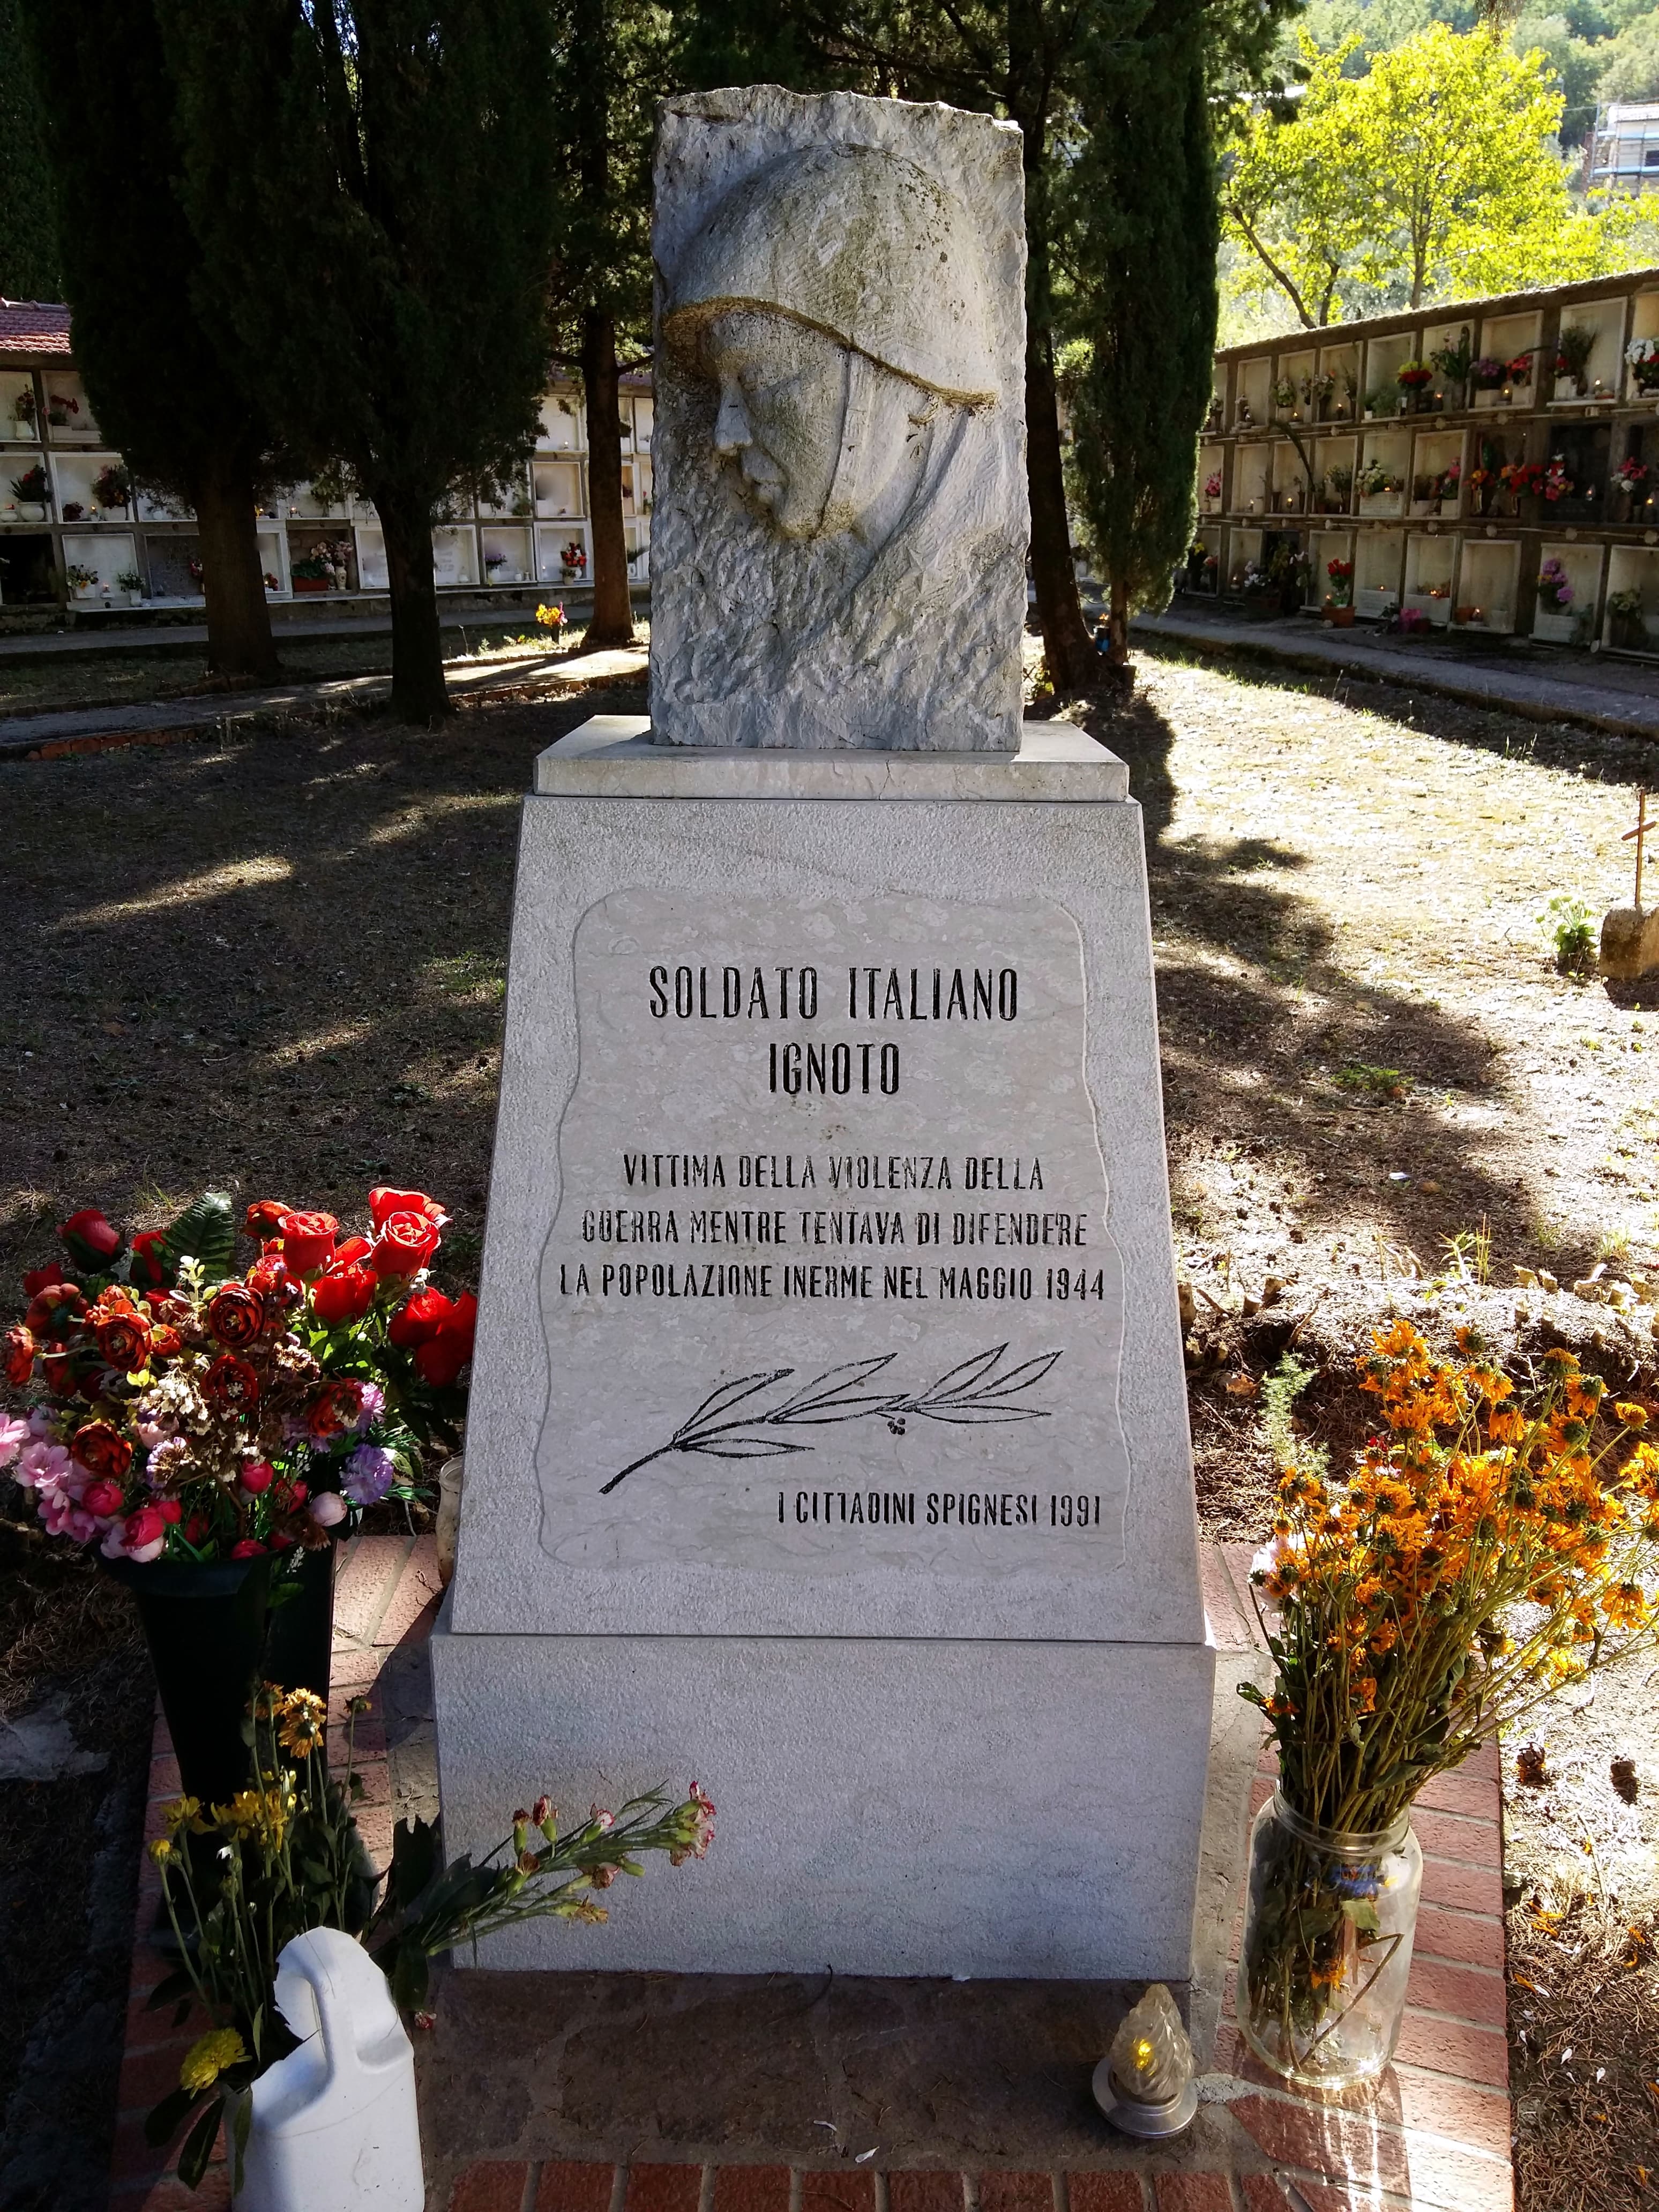 SOLDATO ITALIANO
IGNOTO
VITTIMA DELLA VIOLENZA DELLA
GUERRA MENTRE TENTAVA DI DIFENDERE
LA POPOLAZIONE INERME NEL MAGGIO 1944
I CITTADINI SPIGNESI 1991